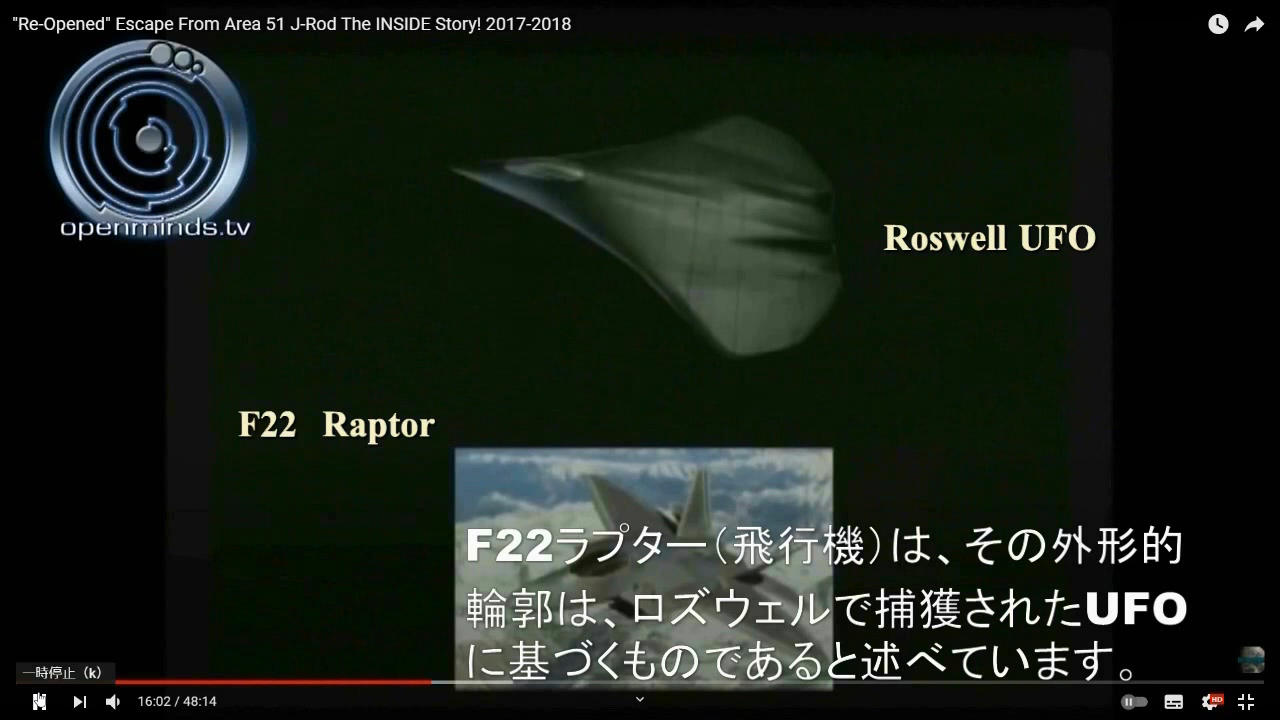 "Re-Opened" Escape From Area 51 J-Rod The INSIDE Story! 2017-2018
openminds.tv
Roswell UFO
F22 Raptor
F22ラプター（飛行機）は、その外形的
輪郭は、ロズウェルで捕獲されたUFO
に基づくものであると述べています。
一時停止（k）
16:02 / 48:14
HD